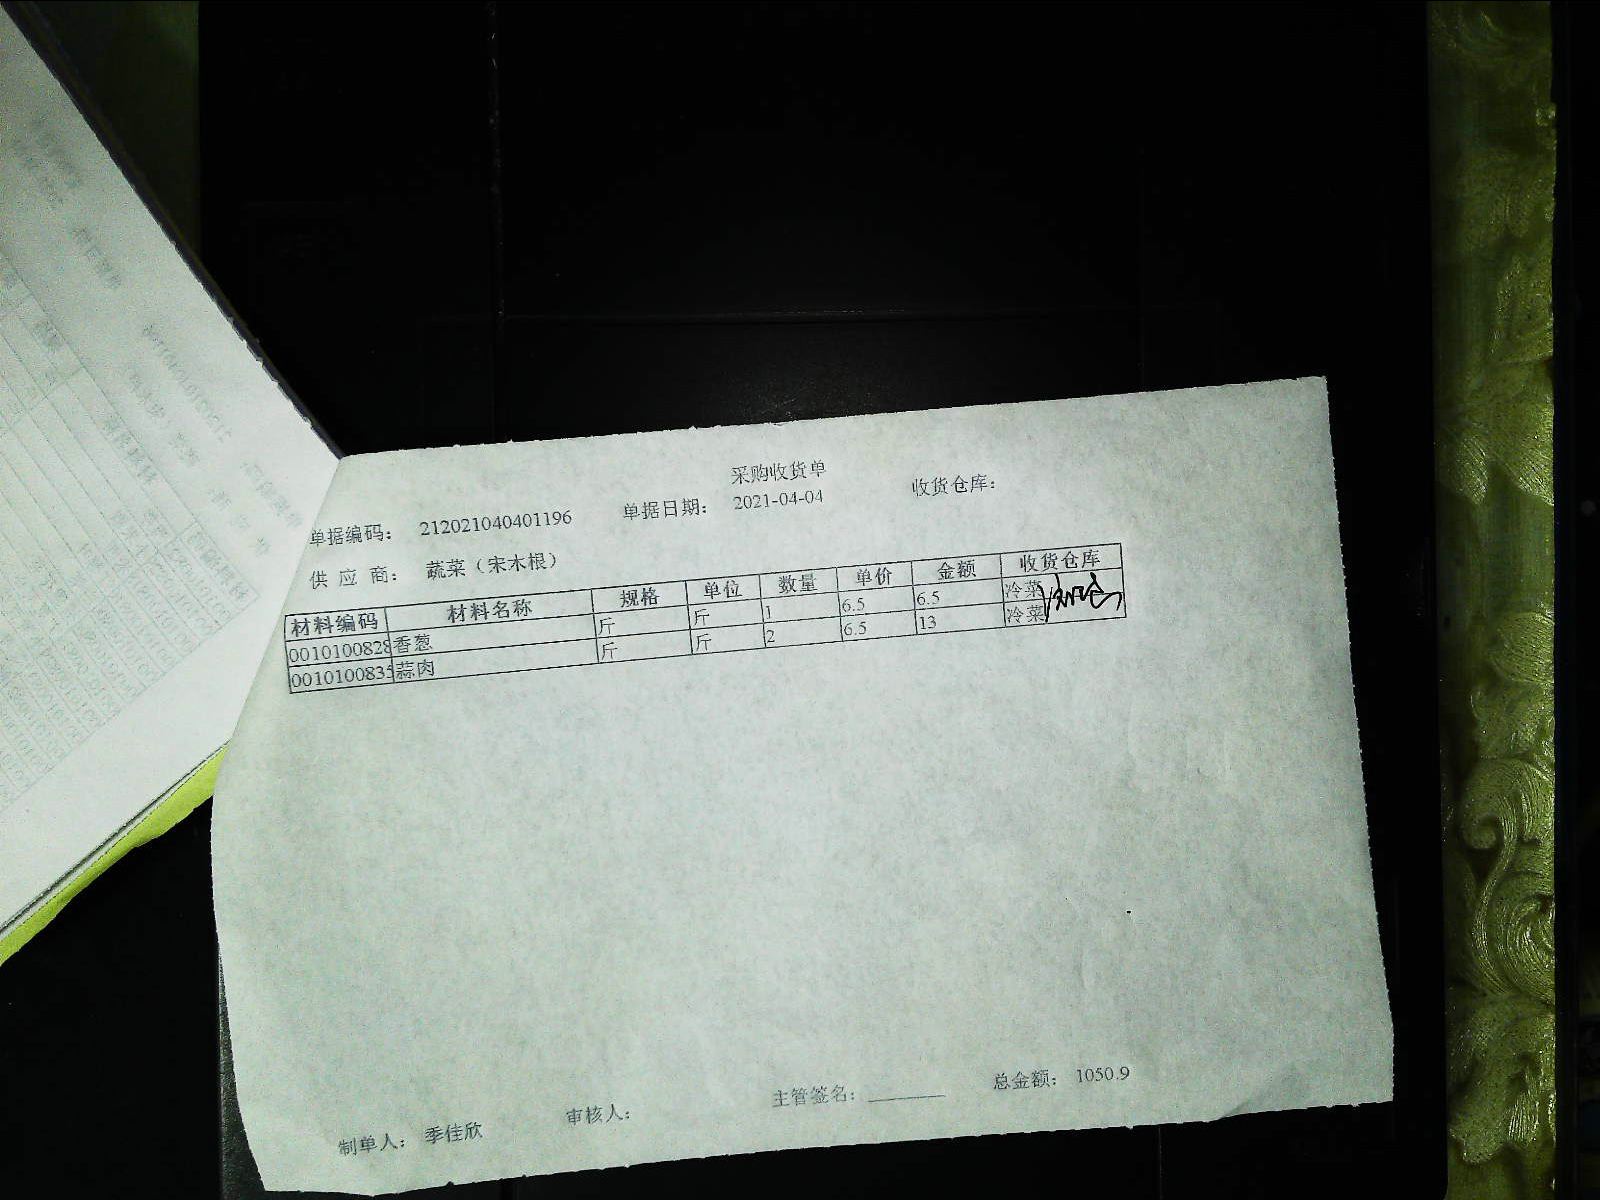 采购收货单
单据编码： 212021040401196 单据日期： 2021-04-04 收货仓库：
供 应 商： 蔬菜（宋木根）
材料编码 材料名称 规格 单位 数量 单价 金额 收货仓库
0010100828 香葱 斤 斤 1 6.5 6.5 冷菜
0010100835 蒜肉 斤 斤 2 6.5 13 冷菜
制单人： 季佳欣 审核人： 主管签名：_______ 总金额： 1050.9